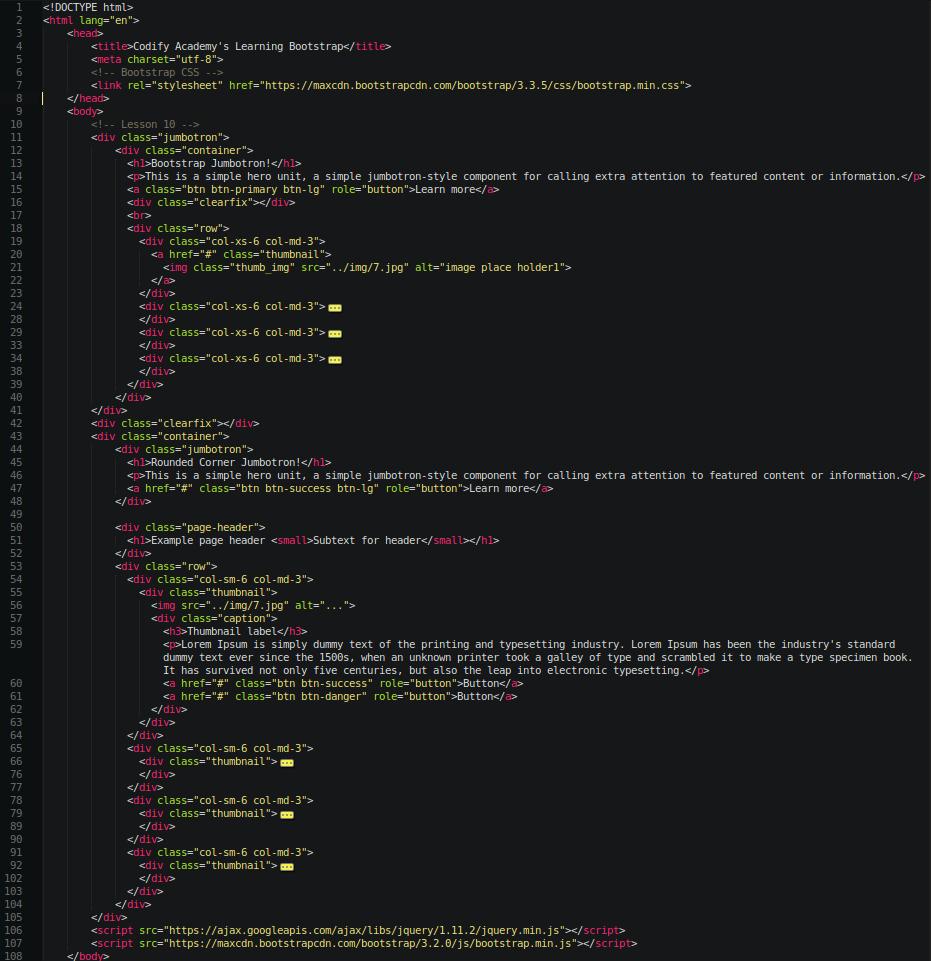 1 <!DOCTYPE html>
2 <html lang="en">
3 <head>
4 <title>Codify Academy's Learning Bootstrap</title>
5 <meta charset="utf-8">
6 <!-- Bootstrap CSS -->
7 <link rel="stylesheet" href="https://maxcdn.bootstrapcdn.com/bootstrap/3.3.5/css/bootstrap.min.css">
8 </head>
9 <body>
10 <!-- Lesson 10 -->
11 <div class="jumbotron">
12 <div class="container">
13 <h1>Bootstrap Jumbotron!</h1>
14 <p>This is a simple hero unit, a simple jumbotron-style component for calling extra attention to featured content or information.</p>
15 <a class="btn btn-primary btn-lg" role="button">Learn more</a>
16 <div class="clearfix"></div>
17 <br>
18 <div class="row">
19 <div class="col-xs-6 col-md-3">
20 <a href="#" class="thumbnail">
21 <img class="thumb_img" src="../img/7.jpg" alt="image place holder1">
22 </a>
23 </div>
24 <div class="col-xs-6 col-md-3">
28 </div>
29 <div class="col-xs-6 col-md-3">
33 </div>
34 <div class="col-xs-6 col-md-3">
38 </div>
39 </div>
40 </div>
41 </div>
42 <div class="clearfix"></div>
43 <div class="container">
44 <div class="jumbotron">
45 <h1>Rounded Corner Jumbotron!</h1>
46 <p>This is a simple hero unit, a simple jumbotron-style component for calling extra attention to featured content or information.</p>
47 <a href="#" class="btn btn-success btn-lg" role="button">Learn more</a>
48 </div>
49
50 <div class="page-header">
51 <h1>Example page header <small>Subtext for header</small></h1>
52 </div>
53 <div class="row">
54 <div class="col-sm-6 col-md-3">
55 <div class="thumbnail">
56 <img src="../img/7.jpg" alt="...">
57 <div class="caption">
58 <h3>Thumbnail label</h3>
59 <p>Lorem Ipsum is simply dummy text of the printing and typesetting industry. Lorem Ipsum has been the industry's standard
dummy text ever since the 1500s, when an unknown printer took a galley of type and scrambled it to make a type specimen book.
It has survived not only five centuries, but also the leap into electronic typesetting.</p>
60 <a href="#" class="btn btn-success" role="button">Button</a>
61 <a href="#" class="btn btn-danger" role="button">Button</a>
62 </div>
63 </div>
64 </div>
65 <div class="col-sm-6 col-md-3">
66 <div class="thumbnail">
76 </div>
77 </div>
78 <div class="col-sm-6 col-md-3">
79 <div class="thumbnail">
89 </div>
90 </div>
91 <div class="col-sm-6 col-md-3">
92 <div class="thumbnail">
102 </div>
103 </div>
104 </div>
105 </div>
106 <script src="https://ajax.googleapis.com/ajax/libs/jquery/1.11.2/jquery.min.js"></script>
107 <script src="https://maxcdn.bootstrapcdn.com/bootstrap/3.2.0/js/bootstrap.min.js"></script>
108 </body>